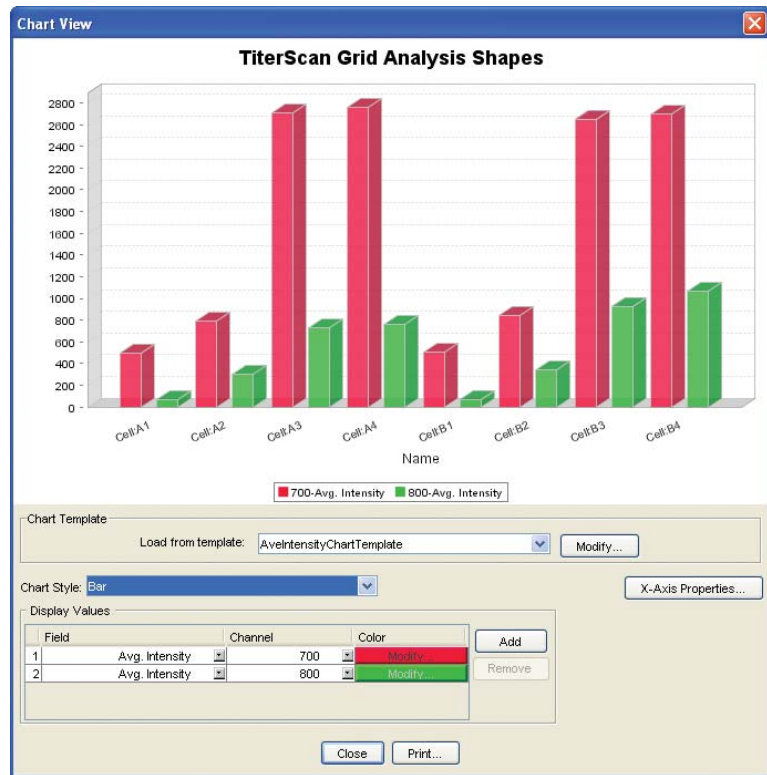 Chart View
TiterScan Grid Analysis Shapes
2800
2600
2400
2200
2000
1800
1600
1400
1200
1000
800
600
400
200
0
Cell:A1
Cell:A2
Cell:A3
Cell:A4
Cell:B1
Cell:B2
Cell:B3
Cell:B4
Name
700-Avg. Intensity 800-Avg. Intensity
Chart Template
Load from template: AveIntensityChartTemplate Modify...
Chart Style: Bar X-Axis Properties...
Display Values
Field Channel Color Add
1 Avg. Intensity 700 Modify...
2 Avg. Intensity 800 Modify... Remove
Close Print...